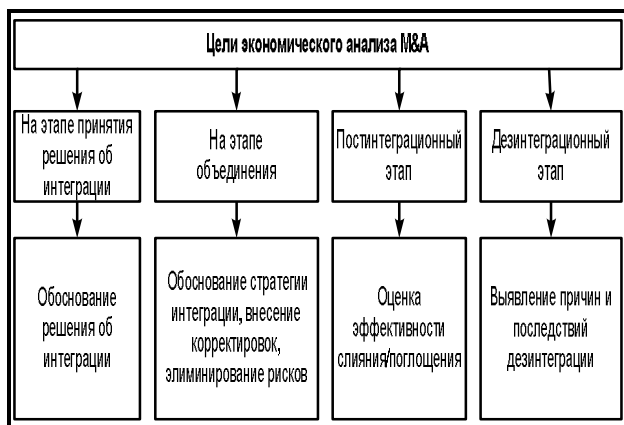 Цели экономического анализа M&A
На этапе принятия
решения об
интеграции
На этапе
объединения
Постинтеграционный
этап
Дезинтеграционный
этап
Обоснование
решения об
интеграции
Обоснование стратегии
интеграции, внесение
корректировок,
элиминирование рисков
Оценка
эффективности
слияния/поглощения
Выявление причин и
последствий
дезинтеграции